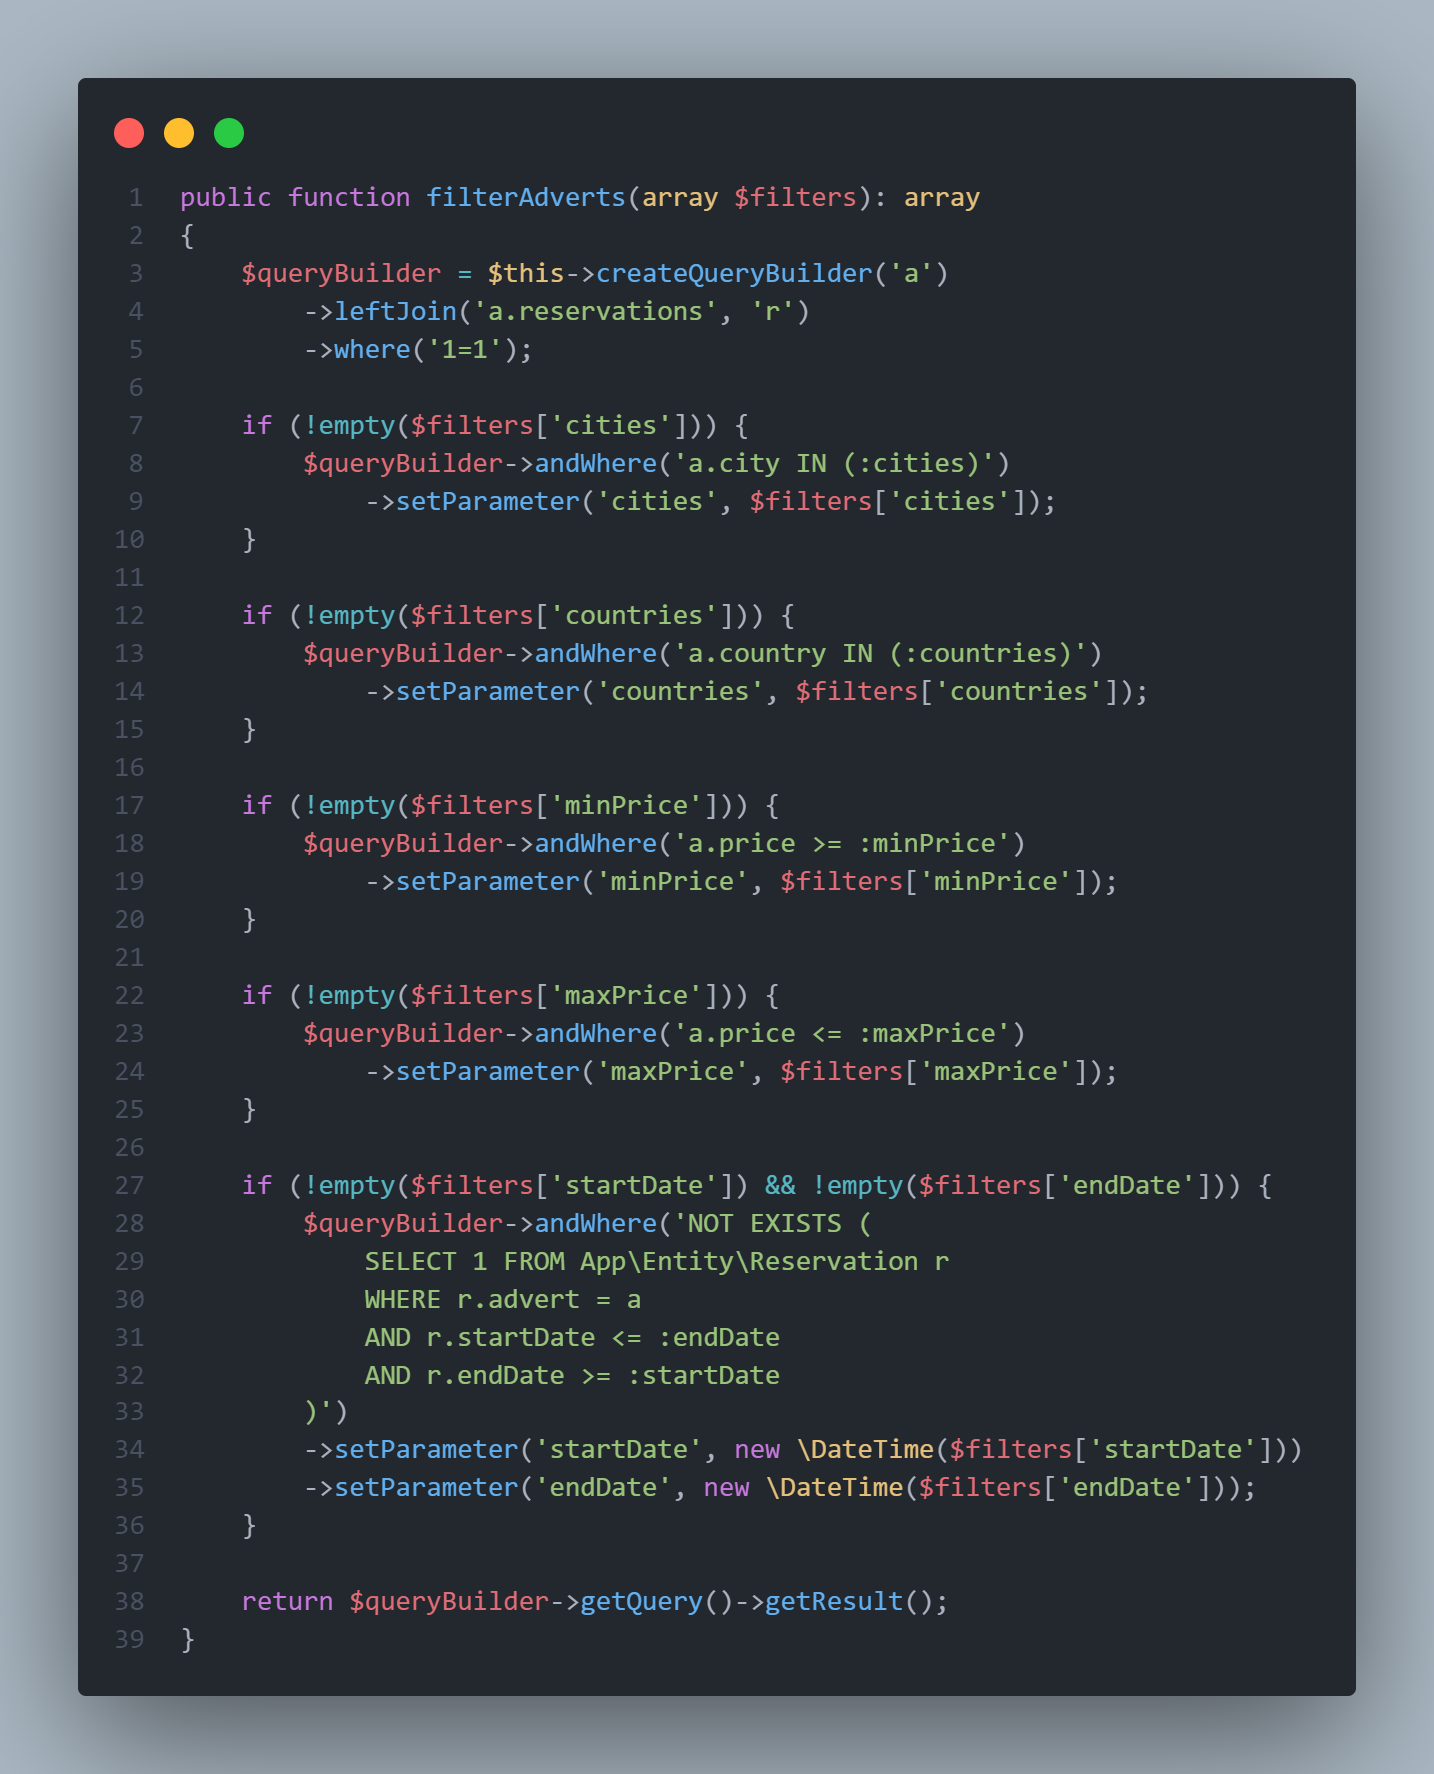 1 public function filterAdverts(array $filters): array
2 {
3     $queryBuilder = $this->createQueryBuilder('a')
4         ->leftJoin('a.reservations', 'r')
5         ->where('1=1');
6
7     if (!empty($filters['cities'])) {
8         $queryBuilder->andWhere('a.city IN (:cities)')
9             ->setParameter('cities', $filters['cities']);
10     }
11
12     if (!empty($filters['countries'])) {
13         $queryBuilder->andWhere('a.country IN (:countries)')
14             ->setParameter('countries', $filters['countries']);
15     }
16
17     if (!empty($filters['minPrice'])) {
18         $queryBuilder->andWhere('a.price >= :minPrice')
19             ->setParameter('minPrice', $filters['minPrice']);
20     }
21
22     if (!empty($filters['maxPrice'])) {
23         $queryBuilder->andWhere('a.price <= :maxPrice')
24             ->setParameter('maxPrice', $filters['maxPrice']);
25     }
26
27     if (!empty($filters['startDate']) && !empty($filters['endDate'])) {
28         $queryBuilder->andWhere('NOT EXISTS (
29             SELECT 1 FROM App\Entity\Reservation r
30             WHERE r.advert = a
31             AND r.startDate <= :endDate
32             AND r.endDate >= :startDate
33         )')
34         ->setParameter('startDate', new \DateTime($filters['startDate']))
35         ->setParameter('endDate', new \DateTime($filters['endDate']));
36     }
37
38     return $queryBuilder->getQuery()->getResult();
39 }